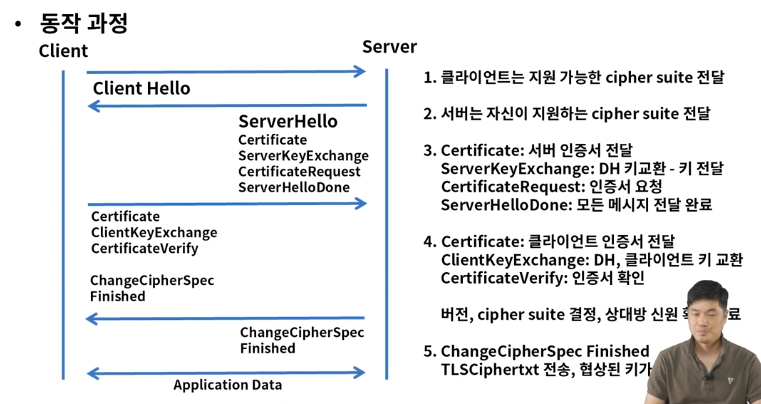 • 동작 과정
Client
Server
Client Hello
ServerHello
Certificate
ServerKeyExchange
CertificateRequest
ServerHelloDone
Certificate
ClientKeyExchange
CertificateVerify
ChangeCipherSpec
Finished
ChangeCipherSpec
Finished
Application Data
1. 클라이언트는 지원 가능한 cipher suite 전달
2. 서버는 자신이 지원하는 cipher suite 전달
3. Certificate: 서버 인증서 전달
ServerKeyExchange: DH 키교환 - 키 전달
CertificateRequest: 인증서 요청
ServerHelloDone: 모든 메시지 전달 완료
4. Certificate: 클라이언트 인증서 전달
ClientKeyExchange: DH, 클라이언트 키 교환
CertificateVerify: 인증서 확인
버전, cipher suite 결정, 상대방 신원
5. ChangeCipherSpec Finished
TLSCiphertxt 전송, 협상된 키가